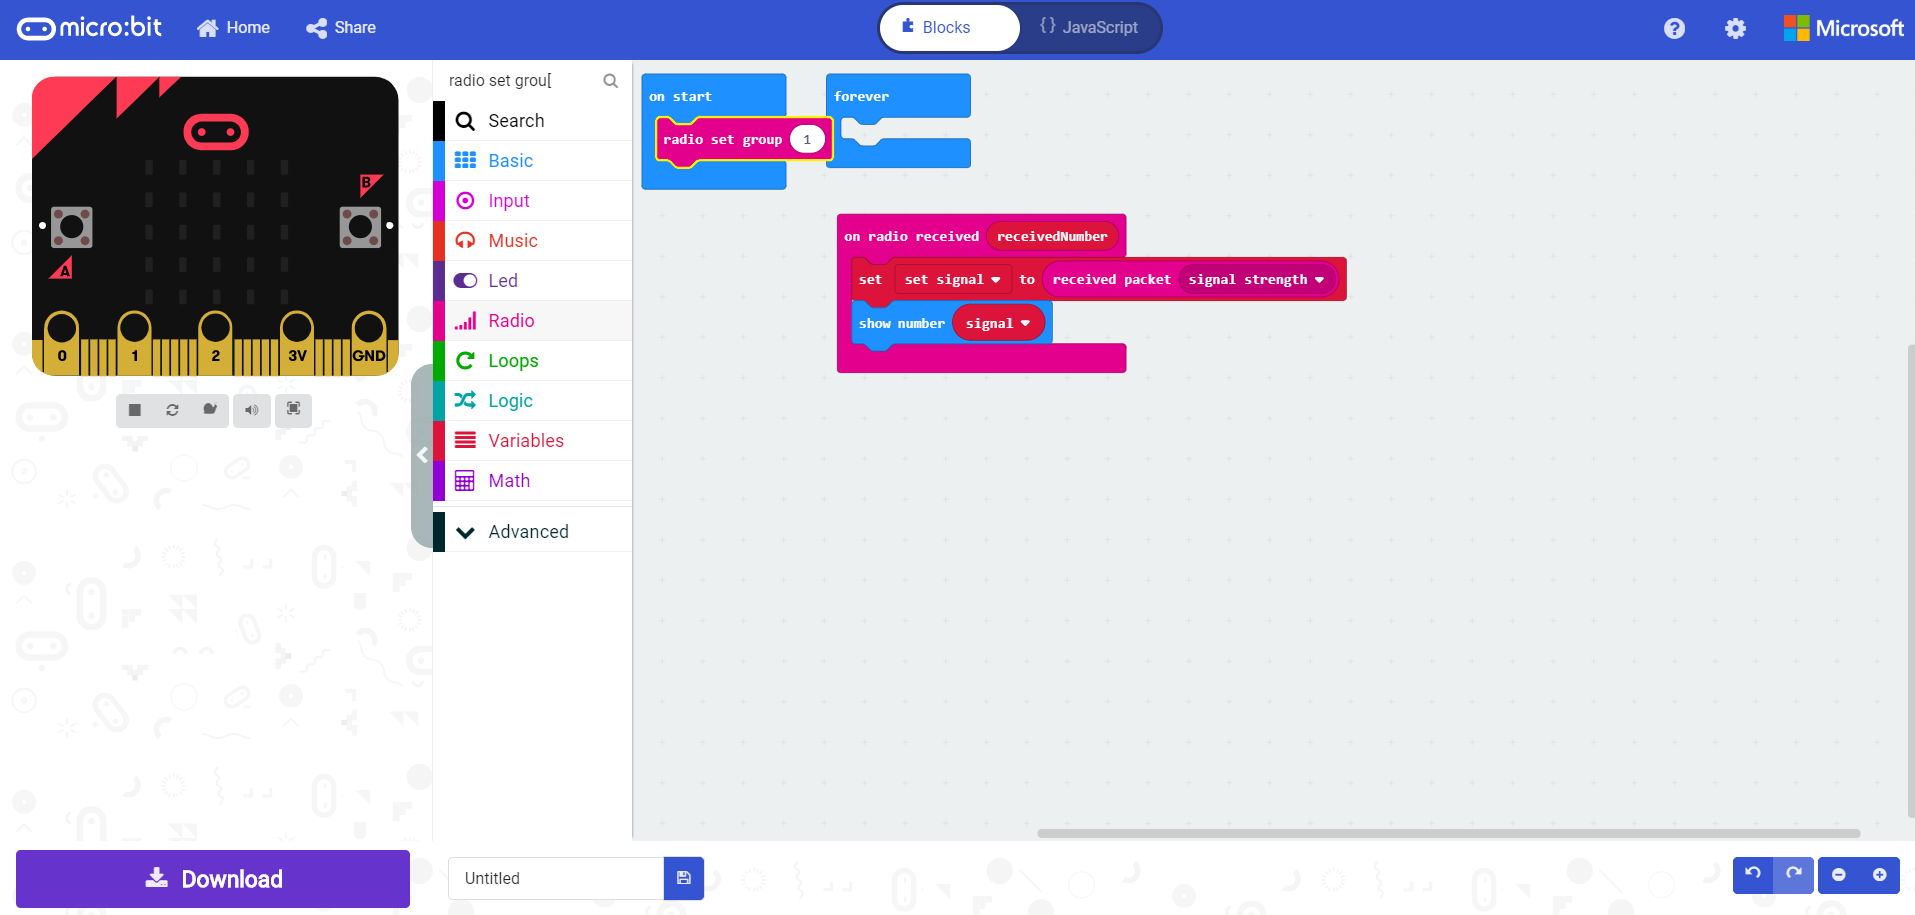 micro:bit Home Share Blocks {} JavaScript ? Microsoft
radio set grou[
Search
Basic
Input
Music
Led
Radio
Loops
Logic
Variables
Math
Advanced
A
B
0 1 2 3V GND
on start
radio set group 1
forever
on radio received receivedNumber
set set signal to received packet signal strength
show number signal
Download
Untitled